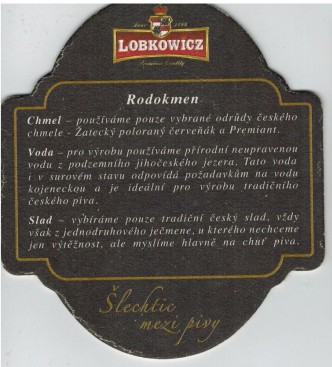 LOBKOWICZ
Premium Quality
Rodokmen
Chmel – používáme pouze vybrané odrůdy českého
chmele - Žatecký poloraný červeňák a Premiant.
Voda – pro výrobu používáme přírodní neupravenou
vodu z podzemního jihočeského jezera. Tato voda
i v surovém stavu odpovídá požadavkům na vodu
kojeneckou a je ideální pro výrobu tradičního
českého piva.
Slad – vybíráme pouze tradiční český slad, vždy
však z jednodruhového ječmene, u kterého nechceme
jen výtěžnost, ale myslíme hlavně na chuť piva.
Šlechtic
mezi pivy